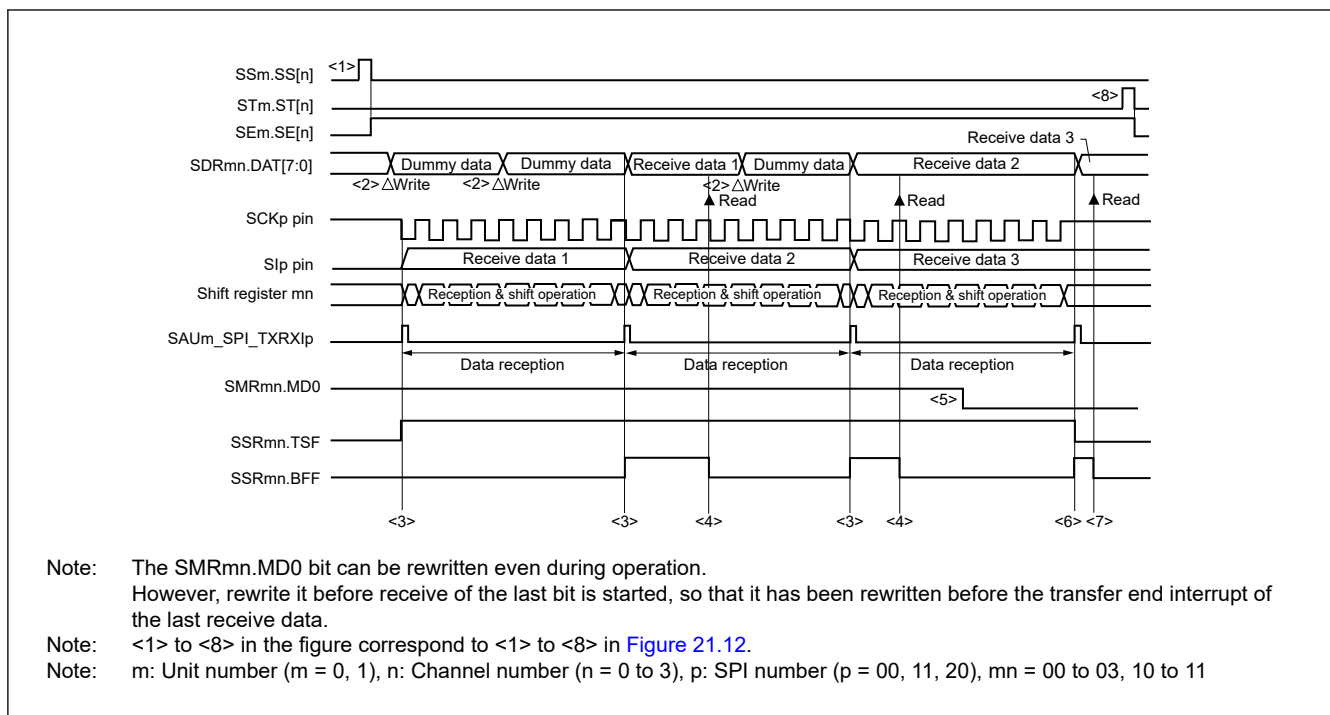 <1>
SSm.SS[n]
STm.ST[n]
<8>
SEm.SE[n]
Receive data 3
SDRmn.DAT[7:0]
Dummy data
Dummy data
Receive data 1
Dummy data
Receive data 2
<2> △Write
<2> △Write
<2> △Write
▲ Read
▲ Read
▲ Read
SCKp pin
SIp pin
Receive data 1
Receive data 2
Receive data 3
Shift register mn
Reception & shift operation
Reception & shift operation
Reception & shift operation
SAUm_SPI_TXRXIp
Data reception
Data reception
Data reception
SMRmn.MD0
<5>
SSRmn.TSF
SSRmn.BFF
<3>
<3>
<4>
<3>
<4>
<6>
<7>
Note: The SMRmn.MD0 bit can be rewritten even during operation.
However, rewrite it before receive of the last bit is started, so that it has been rewritten before the transfer end interrupt of
the last receive data.
Note: <1> to <8> in the figure correspond to <1> to <8> in Figure 21.12.
Note: m: Unit number (m = 0, 1), n: Channel number (n = 0 to 3), p: SPI number (p = 00, 11, 20), mn = 00 to 03, 10 to 11